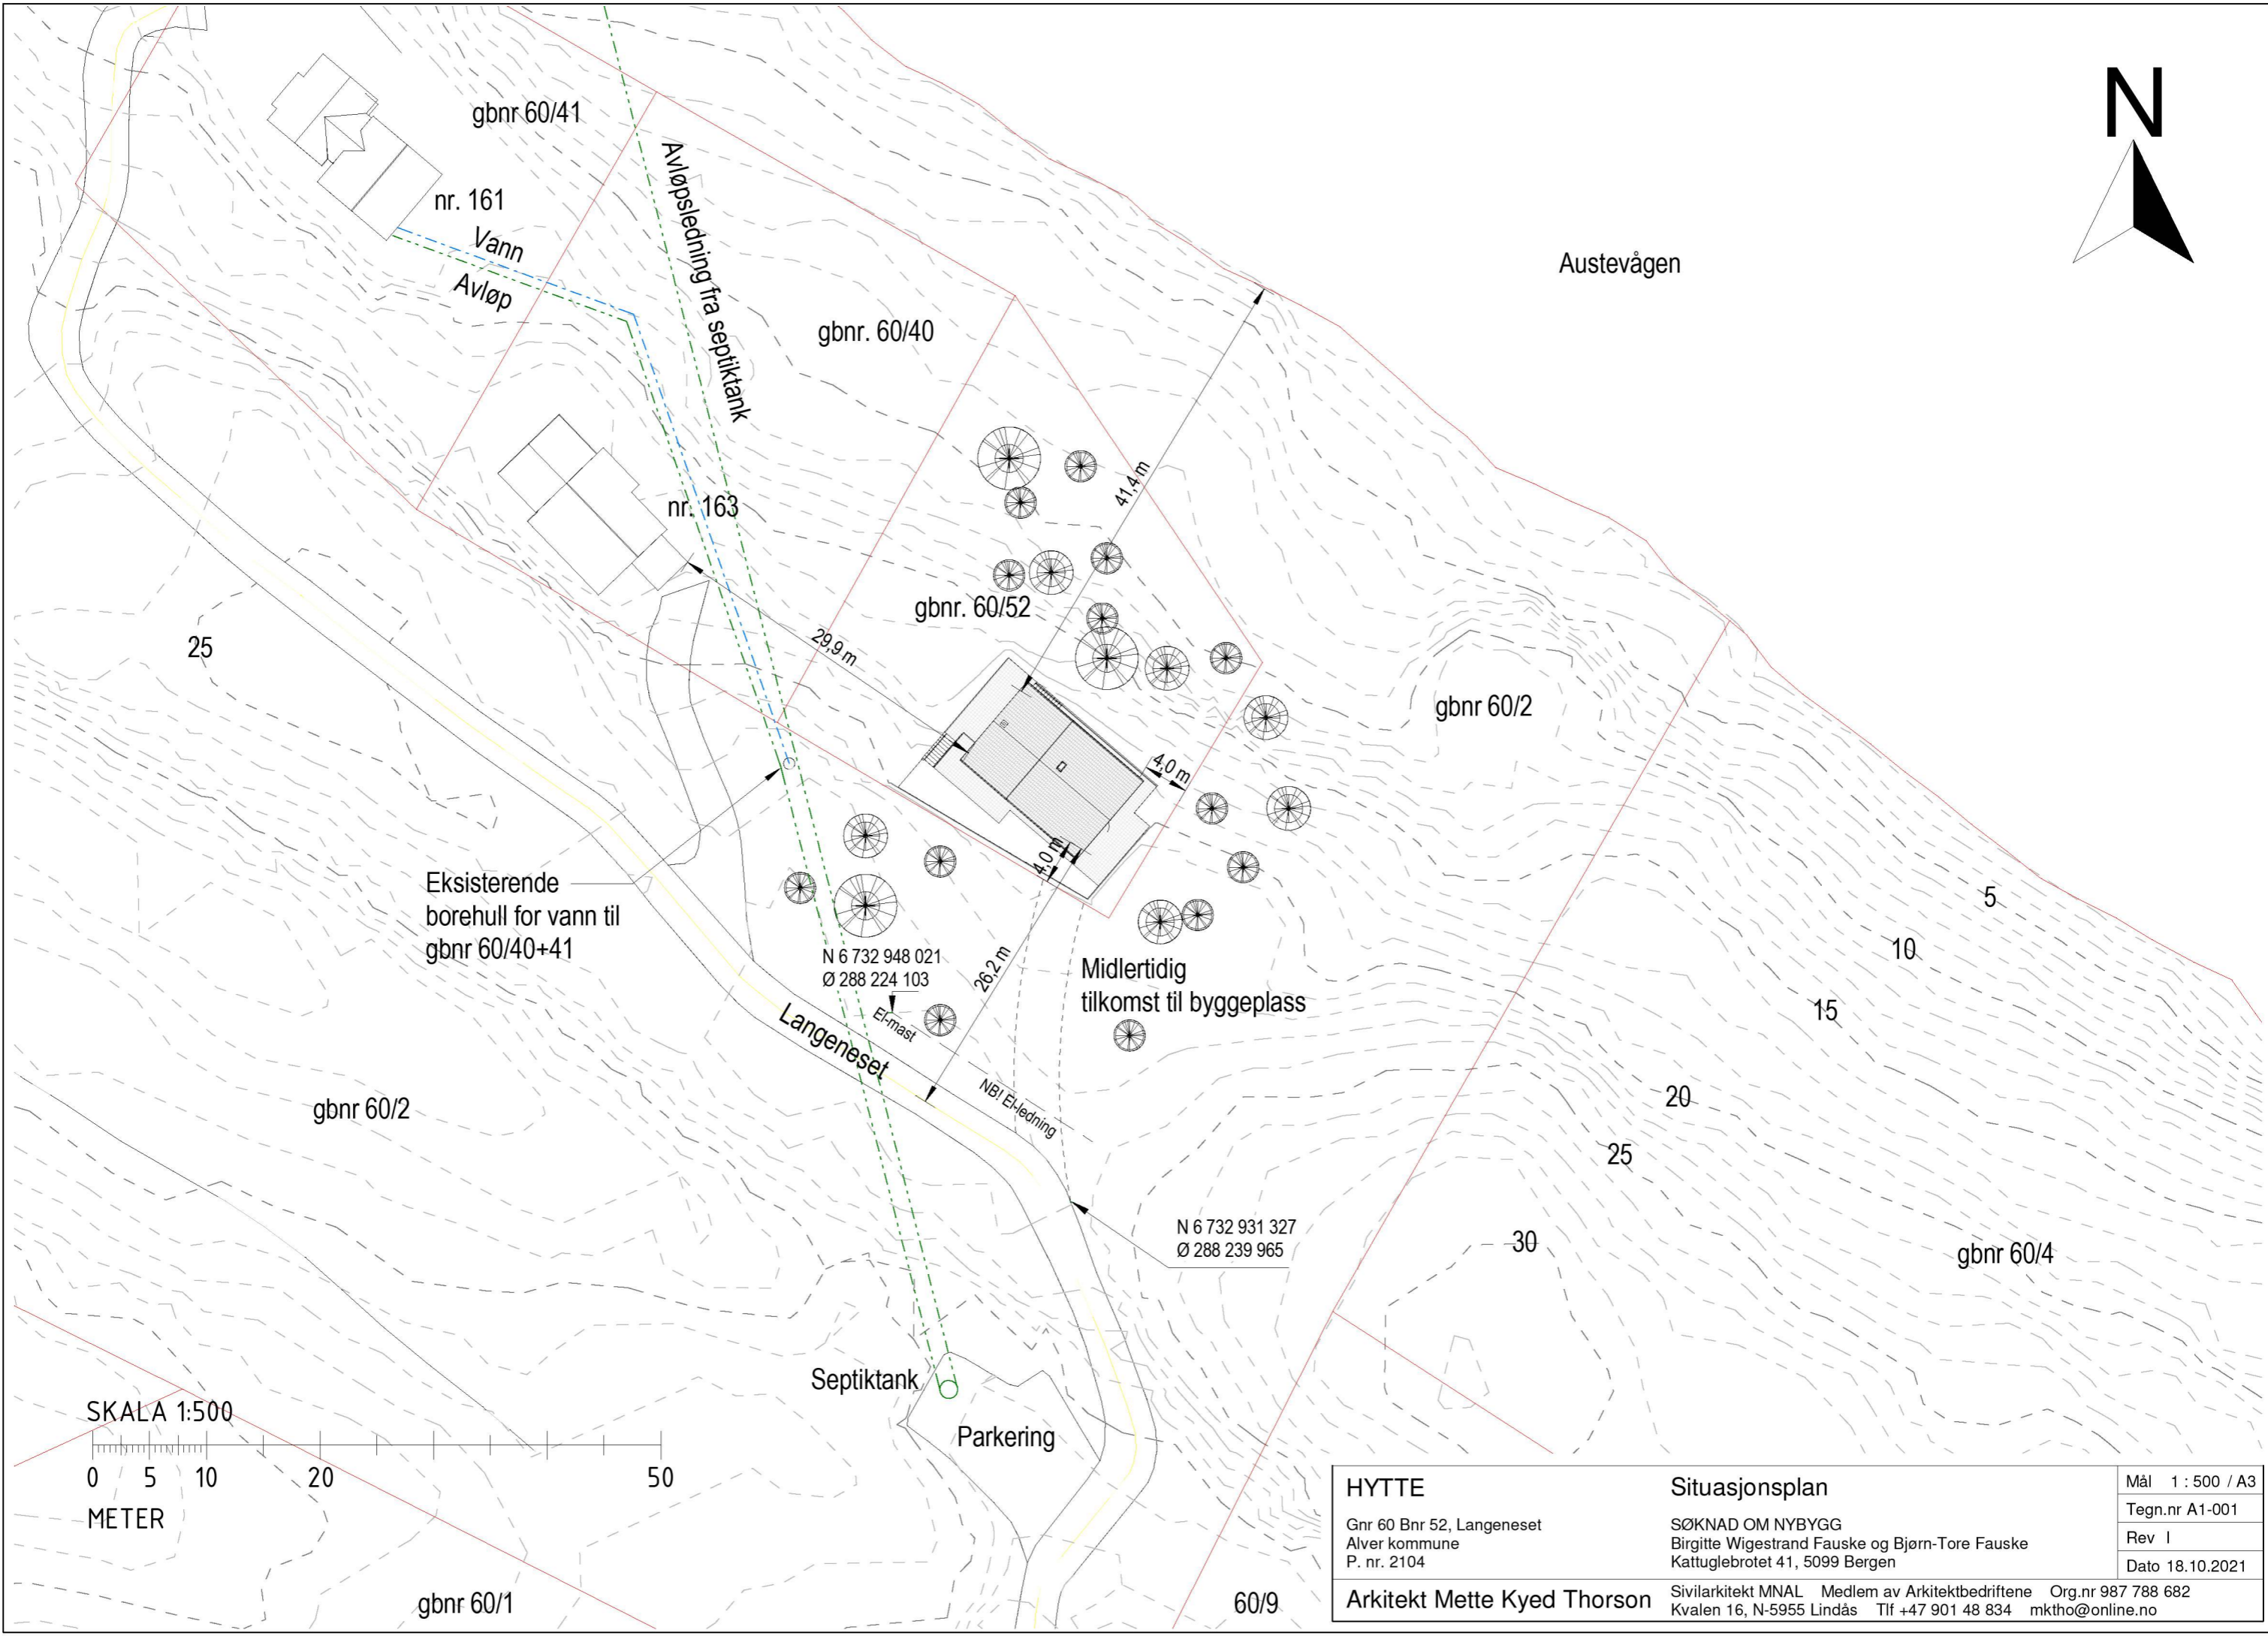 N
gbnr 60/41
nr. 161
Vann
Avløp
Avløpsledning fra septiktank
gbnr. 60/40
Austevågen
nr. 163
41,4 m
gbnr. 60/52
29,9 m
25
gbnr 60/2
4,0 m
4,0 m
Eksisterende
borehull for vann til
gbnr 60/40+41
N 6 732 948 021
Ø 288 224 103
El-mast
26,2 m
Midlertidig
tilkomst til byggeplass
Langeneset
NB! El-ledning
5
10
15
20
25
30
gbnr 60/2
N 6 732 931 327
Ø 288 239 965
gbnr 60/4
Septiktank
Parkering
SKALA 1:500
0 5 10 20 50
METER
gbnr 60/1
60/9
HYTTE
Gnr 60 Bnr 52, Langeneset
Alver kommune
P. nr. 2104
Situasjonsplan
SØKNAD OM NYBYGG
Birgitte Wigestrand Fauske og Bjørn-Tore Fauske
Kattuglebrotet 41, 5099 Bergen
Mål 1 : 500 / A3
Tegn.nr A1-001
Rev I
Dato 18.10.2021
Arkitekt Mette Kyed Thorson
Sivilarkitekt MNAL Medlem av Arkitektbedriftene Org.nr 987 788 682
Kvalen 16, N-5955 Lindås Tlf +47 901 48 834 mktho@online.no